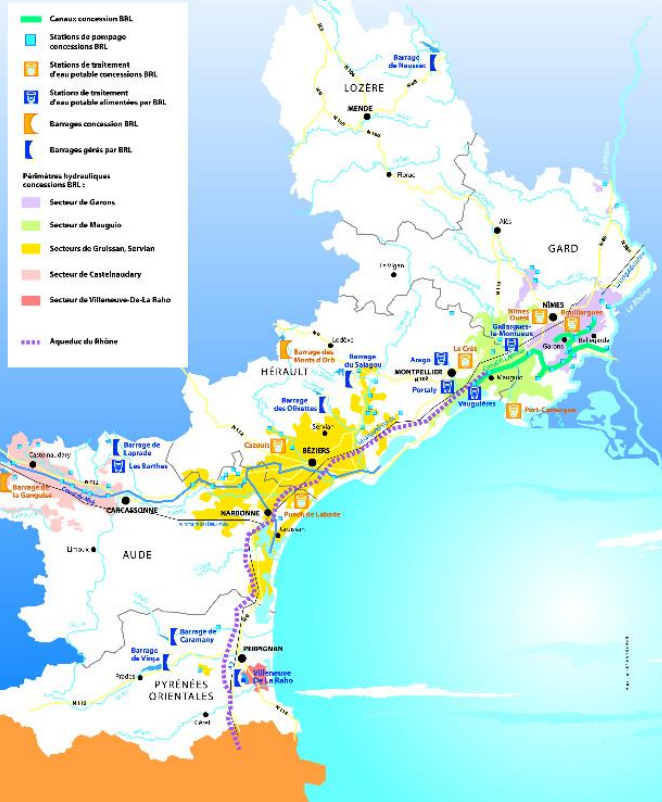 Canaux concession BRL
Stations de pompage
concessions BRL
Stations de traitement
d'eau potable concessions BRL
Stations de traitement
d'eau potable alimentées par BRL
Barrages concession BRL
Barrages gérés par BRL
Périmètres hydrauliques
concessions BRL :
Secteur de Garons
Secteur de Mauguio
Secteurs de Gruissan, Servian
Secteur de Castelnaudary
Secteur de Villeneuve-De-La Raho
Aqueduc du Rhône
Barrage
de Naussac
LOZÈRE
MENDE
Florac
Alès
GARD
Le Vigan
NÎMES
Nîmes
Ouest
Bouillargues
Gallargues-
le-Montueux
Garons
Bellegarde
Le Rhône
Lodève
Barrage des
Monts d'Orb
HÉRAULT
Barrage
du Salagou
Arago
Le Crès
MONTPELLIER
Mauguio
Portaly
Vauguières
Port-Camargue
Barrage
des Olivettes
Servian
Cazouls
BÉZIERS
Barrage de
Laprade
Castelnaudary
Les Barthes
Barrage de
la Ganguise
N 113
CARCASSONNE
NARBONNE
Puech de Labade
Gruissan
Limoux
AUDE
Barrage de
Caramany
Barrage
de Vinça
PERPIGNAN
Prades
Villeneuve
De La Raho
PYRÉNÉES
ORIENTALES
N 116
Céret
N 114